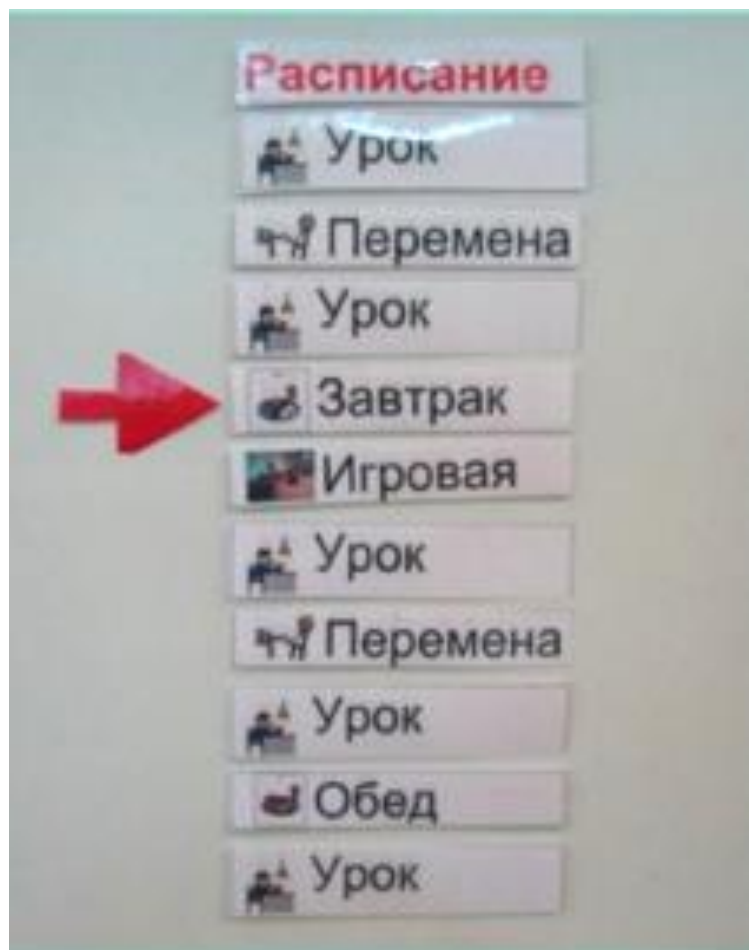 Расписание
Урок
Перемена
Урок
Завтрак
Игровая
Урок
Перемена
Урок
Обед
Урок